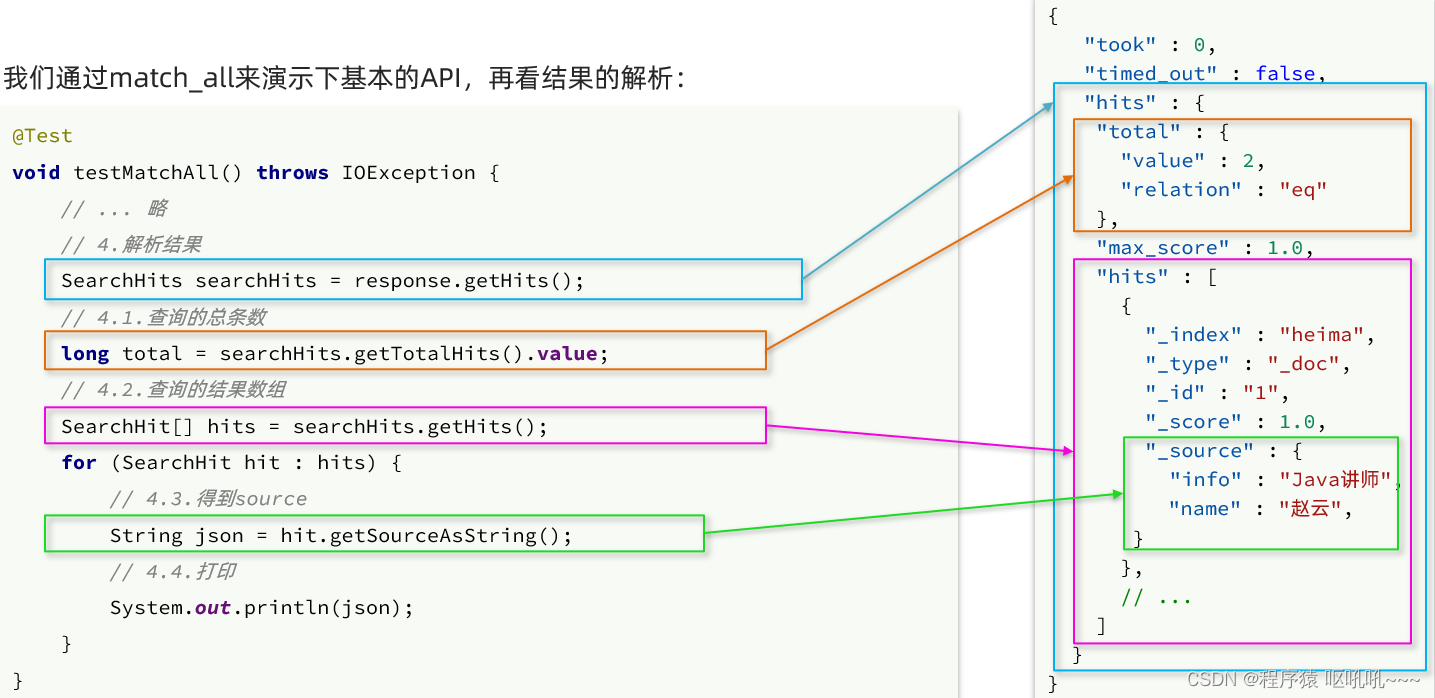 我们通过match_all来演示下基本的API，再看结果的解析：
@Test
void testMatchAll() throws IOException {
// ... 略
// 4.解析结果
SearchHits searchHits = response.getHits();
// 4.1.查询的总条数
long total = searchHits.getTotalHits().value;
// 4.2.查询的结果数组
SearchHit[] hits = searchHits.getHits();
for (SearchHit hit : hits) {
// 4.3.得到source
String json = hit.getSourceAsString();
// 4.4.打印
System.out.println(json);
}
}
{
"took" : 0,
"timed_out" : false,
"hits" : {
"total" : {
"value" : 2,
"relation" : "eq"
},
"max_score" : 1.0,
"hits" : [
{
"_index" : "heima",
"_type" : "_doc",
"_id" : "1",
"_score" : 1.0,
"_source" : {
"info" : "Java讲师",
"name" : "赵云",
}
},
// ...
]
}
}
CSDN @程序猿 呕吼吼~~~